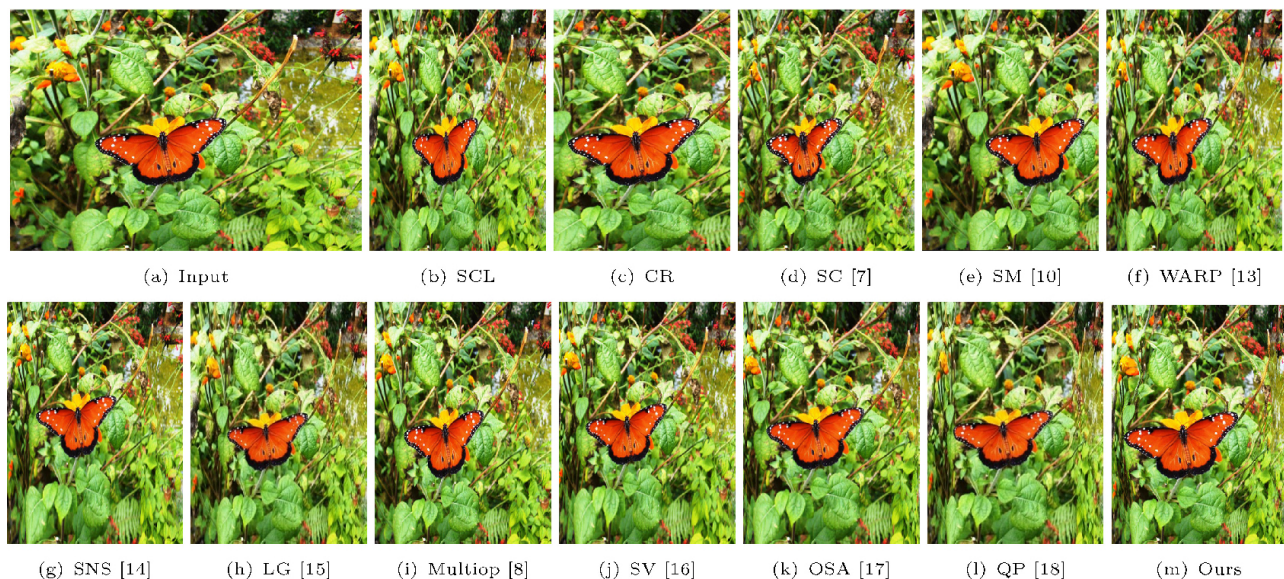 (a) Input
(b) SCL
(c) CR
(d) SC [7]
(e) SM [10]
(f) WARP [13]
(g) SNS [14]
(h) LG [15]
(i) Multiop [8]
(j) SV [16]
(k) OSA [17]
(l) QP [18]
(m) Ours